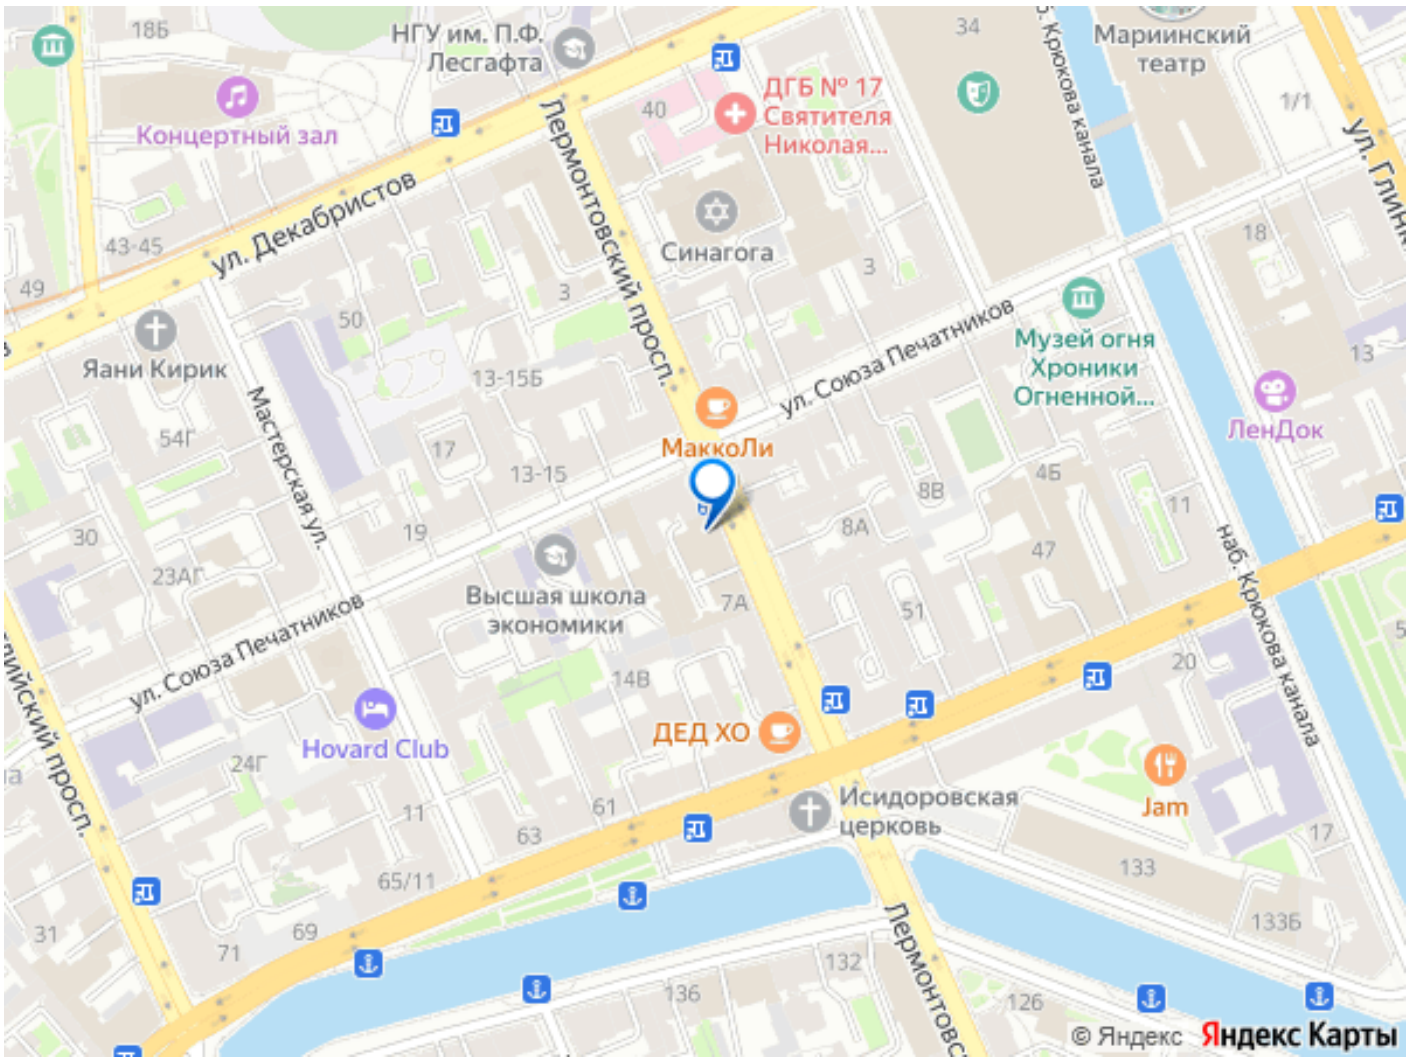 18Б
НГУ им. П.Ф.
Лесгафта
34
Мариинский
театр
наб. Крюкова канала
1/1
ул. Глинки
Концертный зал
40
ДГБ № 17
Святителя
Николая...
Лермонтовский просп.
ул. Декабристов
43-45
49
Синагога
3
3
18
50
Яани Кирик
13-15Б
ул. Союза Печатников
Музей огня
Хроники
Огненной...
13
ЛенДок
МаккоЛи
Мастерская ул.
54Г
17
13-15
19
30
23АГ
8В
4Б
11
8А
47
51
Высшая школа
экономики
7А
14В
ул. Союза Печатников
наб. Крюкова канала
20
Hovard Club
ДЕД ХО
24Г
11
61
63
65/11
Исидоровская
церковь
Jam
17
133
133Б
31
69
71
132
136
126
Лермонтовс
© Яндекс Яндекс Карты